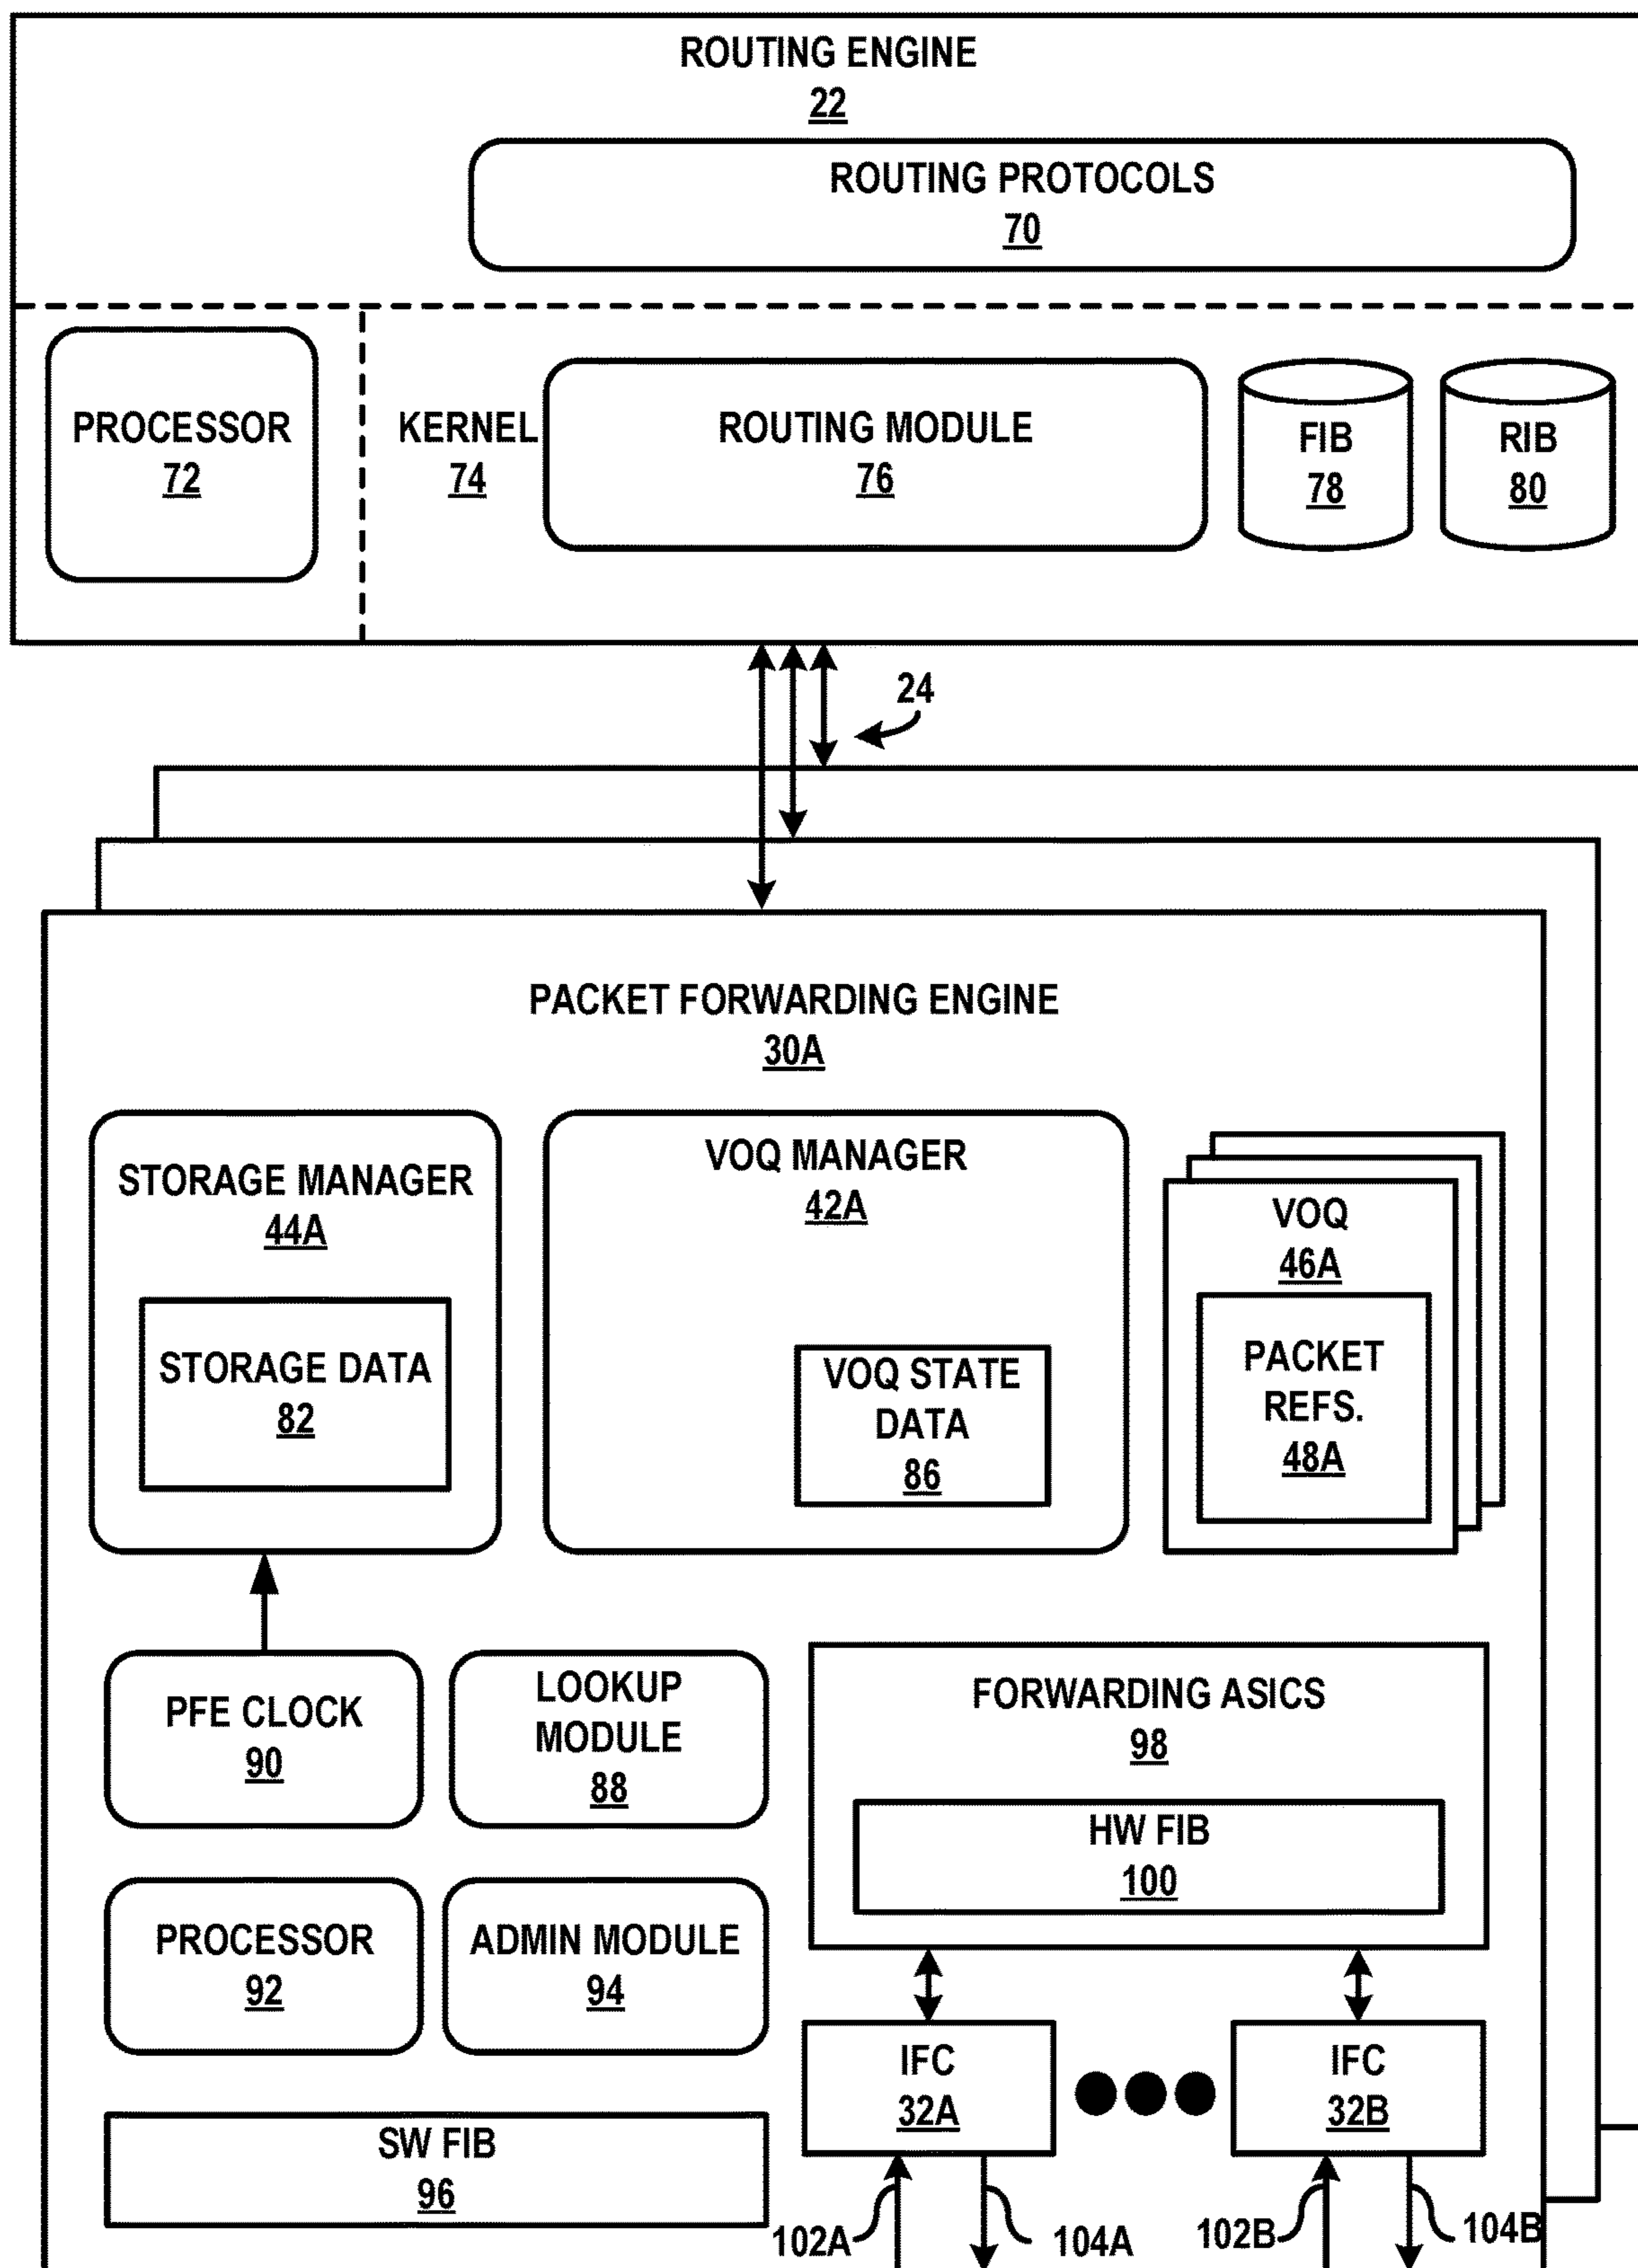 ROUTING ENGINE
22
ROUTING PROTOCOLS
70
PROCESSOR
72
KERNEL
74
ROUTING MODULE
76
FIB
78
RIB
80
24
PACKET FORWARDING ENGINE
30A
STORAGE MANAGER
44A
STORAGE DATA
82
VOQ MANAGER
42A
VOQ STATE
DATA
86
VOQ
46A
PACKET
REFS.
48A
PFE CLOCK
90
LOOKUP
MODULE
88
FORWARDING ASICS
98
HW FIB
100
PROCESSOR
92
ADMIN MODULE
94
IFC
32A
IFC
32B
SW FIB
96
102A
104A
102B
104B